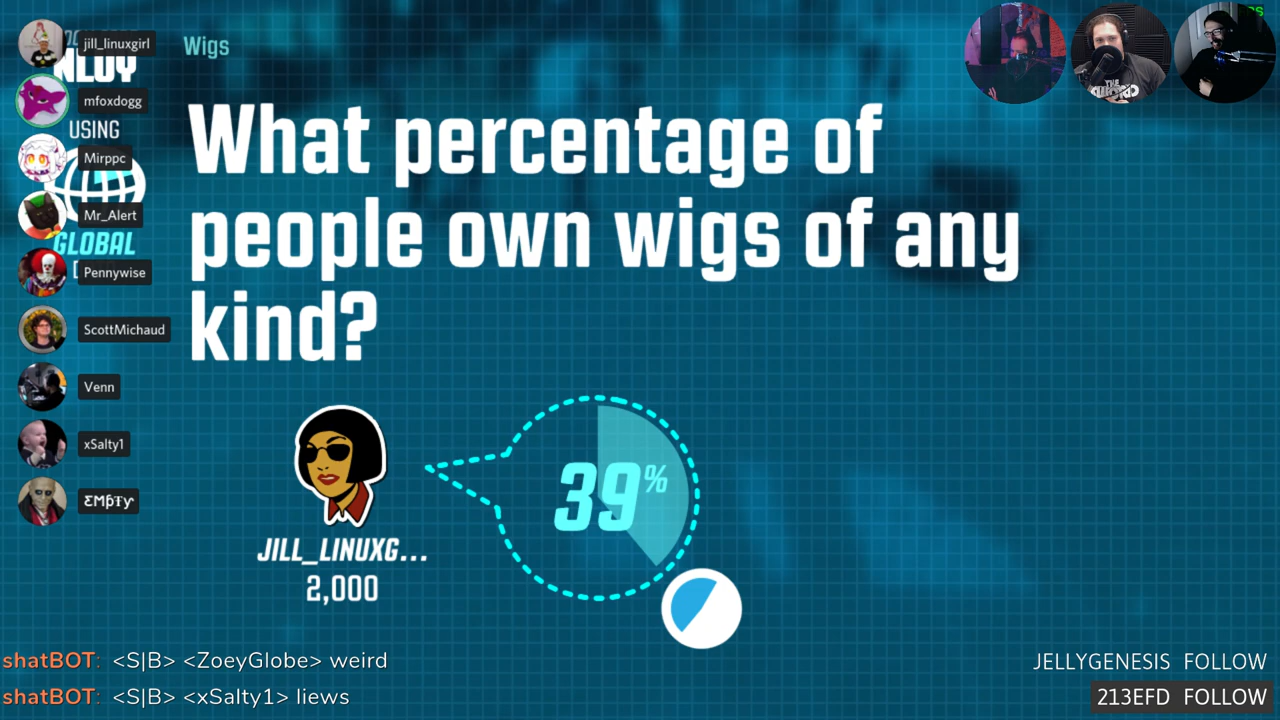 jill_linuxgirl
Wigs
mfoxdogg
USING
Mirppc
Mr_Alert
GLOBAL
Pennywise
ScottMichaud
Venn
xSalty1
ƐMþŦƴ
What percentage of
people own wigs of any
kind?
39%
JILL_LINUXG...
2,000
shatBOT: <S|B> <ZoeyGlobe> weird
shatBOT: <S|B> <xSalty1> liews
JELLYGENESIS FOLLOW
213EFD FOLLOW